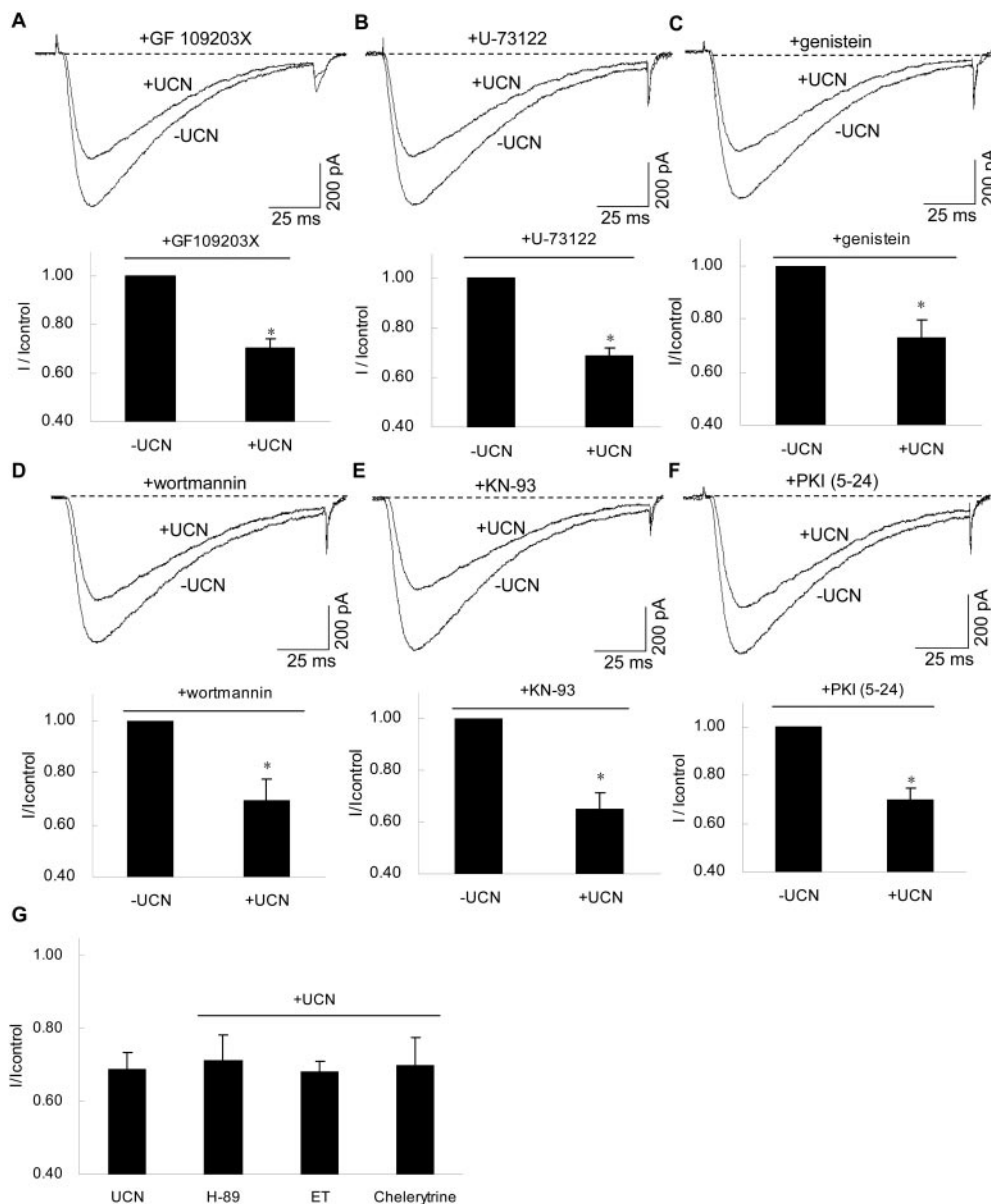 A
+GF 109203X
+UCN
-UCN
200 pA
25 ms
+GF109203X
1.00
0.80
0.60
0.40
I / Icontrol
*
-UCN
+UCN
B
+U-73122
+UCN
-UCN
200 pA
25 ms
+U-73122
1.00
0.80
0.60
0.40
I / Icontrol
*
-UCN
+UCN
C
+genistein
+UCN
-UCN
200 pA
25 ms
+genistein
1.00
0.80
0.60
0.40
I/Icontrol
*
-UCN
+UCN
D
+wortmannin
+UCN
-UCN
200 pA
25 ms
+wortmannin
1.00
0.80
0.60
0.40
I/Icontrol
*
-UCN
+UCN
E
+KN-93
+UCN
-UCN
200 pA
25 ms
+KN-93
1.00
0.80
0.60
0.40
I/Icontrol
*
-UCN
+UCN
F
+PKI (5-24)
+UCN
-UCN
200 pA
25 ms
+PKI (5-24)
1.00
0.80
0.60
0.40
I / Icontrol
*
-UCN
+UCN
G
1.00
0.80
0.60
0.40
I/Icontrol
+UCN
UCN
H-89
ET
Chelerytrine